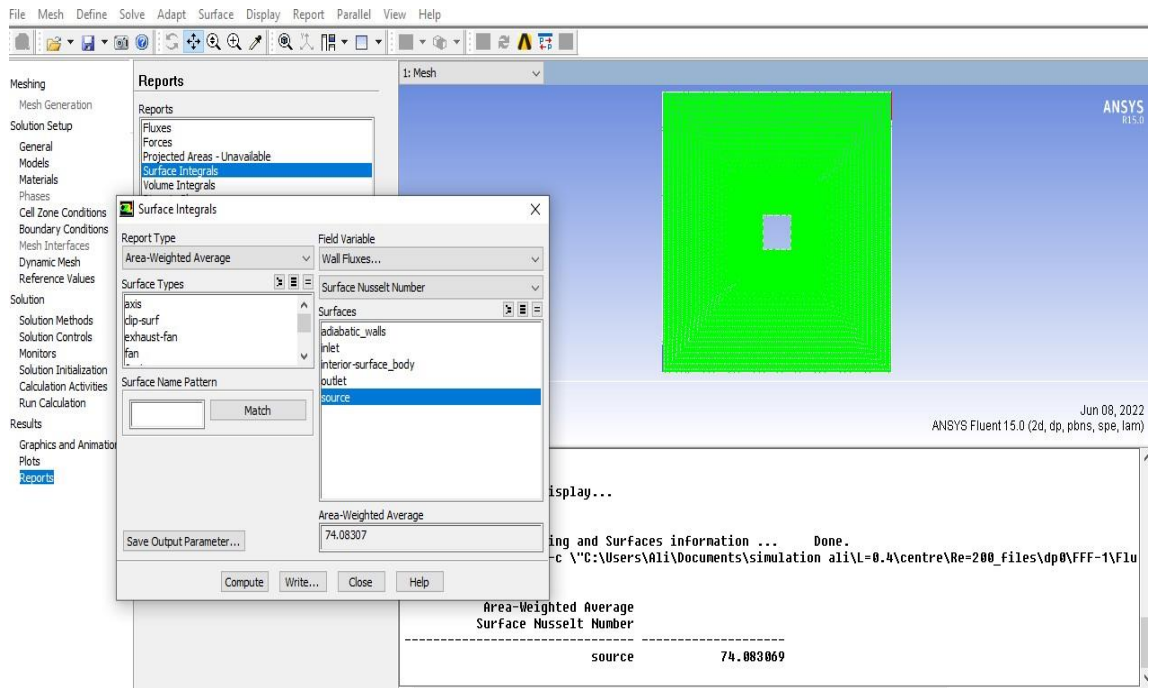 File Mesh Define Solve Adapt Surface Display Report Parallel View Help
Meshing
Mesh Generation
Solution Setup
General
Models
Materials
Phases
Cell Zone Conditions
Boundary Conditions
Mesh Interfaces
Dynamic Mesh
Reference Values
Solution
Solution Methods
Solution Controls
Monitors
Solution Initialization
Calculation Activities
Run Calculation
Results
Graphics and Animation
Plots
Reports
Reports
Reports
Fluxes
Forces
Projected Areas - Unavailable
Surface Integrals
Volume Integrals
Surface Integrals
Report Type
Area-Weighted Average
Surface Types
axis
clip-surf
exhaust-fan
fan
Surface Name Pattern
Match
Save Output Parameter...
Field Variable
Wall Fluxes...
Surface Nusselt Number
Surfaces
adiabatic_walls
inlet
interior-surface_body
outlet
source
Area-Weighted Average
74.08307
Compute Write... Close Help
1: Mesh
ANSYS
R15.0
Jun 08, 2022
ANSYS Fluent 15.0 (2d, dp, pbns, spe, lam)
isplay...
ing and Surfaces information ... Done.
-c \"C:\Users\Ali\Documents\simulation ali\L=0.4\centre\Re=200_files\dp0\FFF-1\Flu
Area-Weighted Average
Surface Nusselt Number
-------------------------------- --------------------
source 74.083069